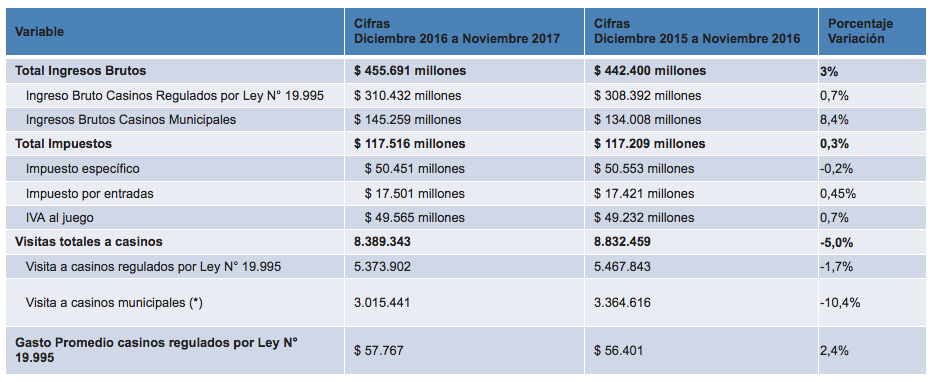 Variable Cifras Diciembre 2016 a Noviembre 2017 Cifras Diciembre 2015 a Noviembre 2016 Porcentaje Variación
Total Ingresos Brutos $ 455.691 millones $ 442.400 millones 3%
Ingreso Bruto Casinos Regulados por Ley N° 19.995 $ 310.432 millones $ 308.392 millones 0,7%
Ingresos Brutos Casinos Municipales $ 145.259 millones $ 134.008 millones 8,4%
Total Impuestos $ 117.516 millones $ 117.209 millones 0,3%
Impuesto específico $ 50.451 millones $ 50.553 millones -0,2%
Impuesto por entradas $ 17.501 millones $ 17.421 millones 0,45%
IVA al juego $ 49.565 millones $ 49.232 millones 0,7%
Visitas totales a casinos 8.389.343 8.832.459 -5,0%
Visita a casinos regulados por Ley N° 19.995 5.373.902 5.467.843 -1,7%
Visita a casinos municipales (*) 3.015.441 3.364.616 -10,4%
Gasto Promedio casinos regulados por Ley N° 19.995 $ 57.767 $ 56.401 2,4%